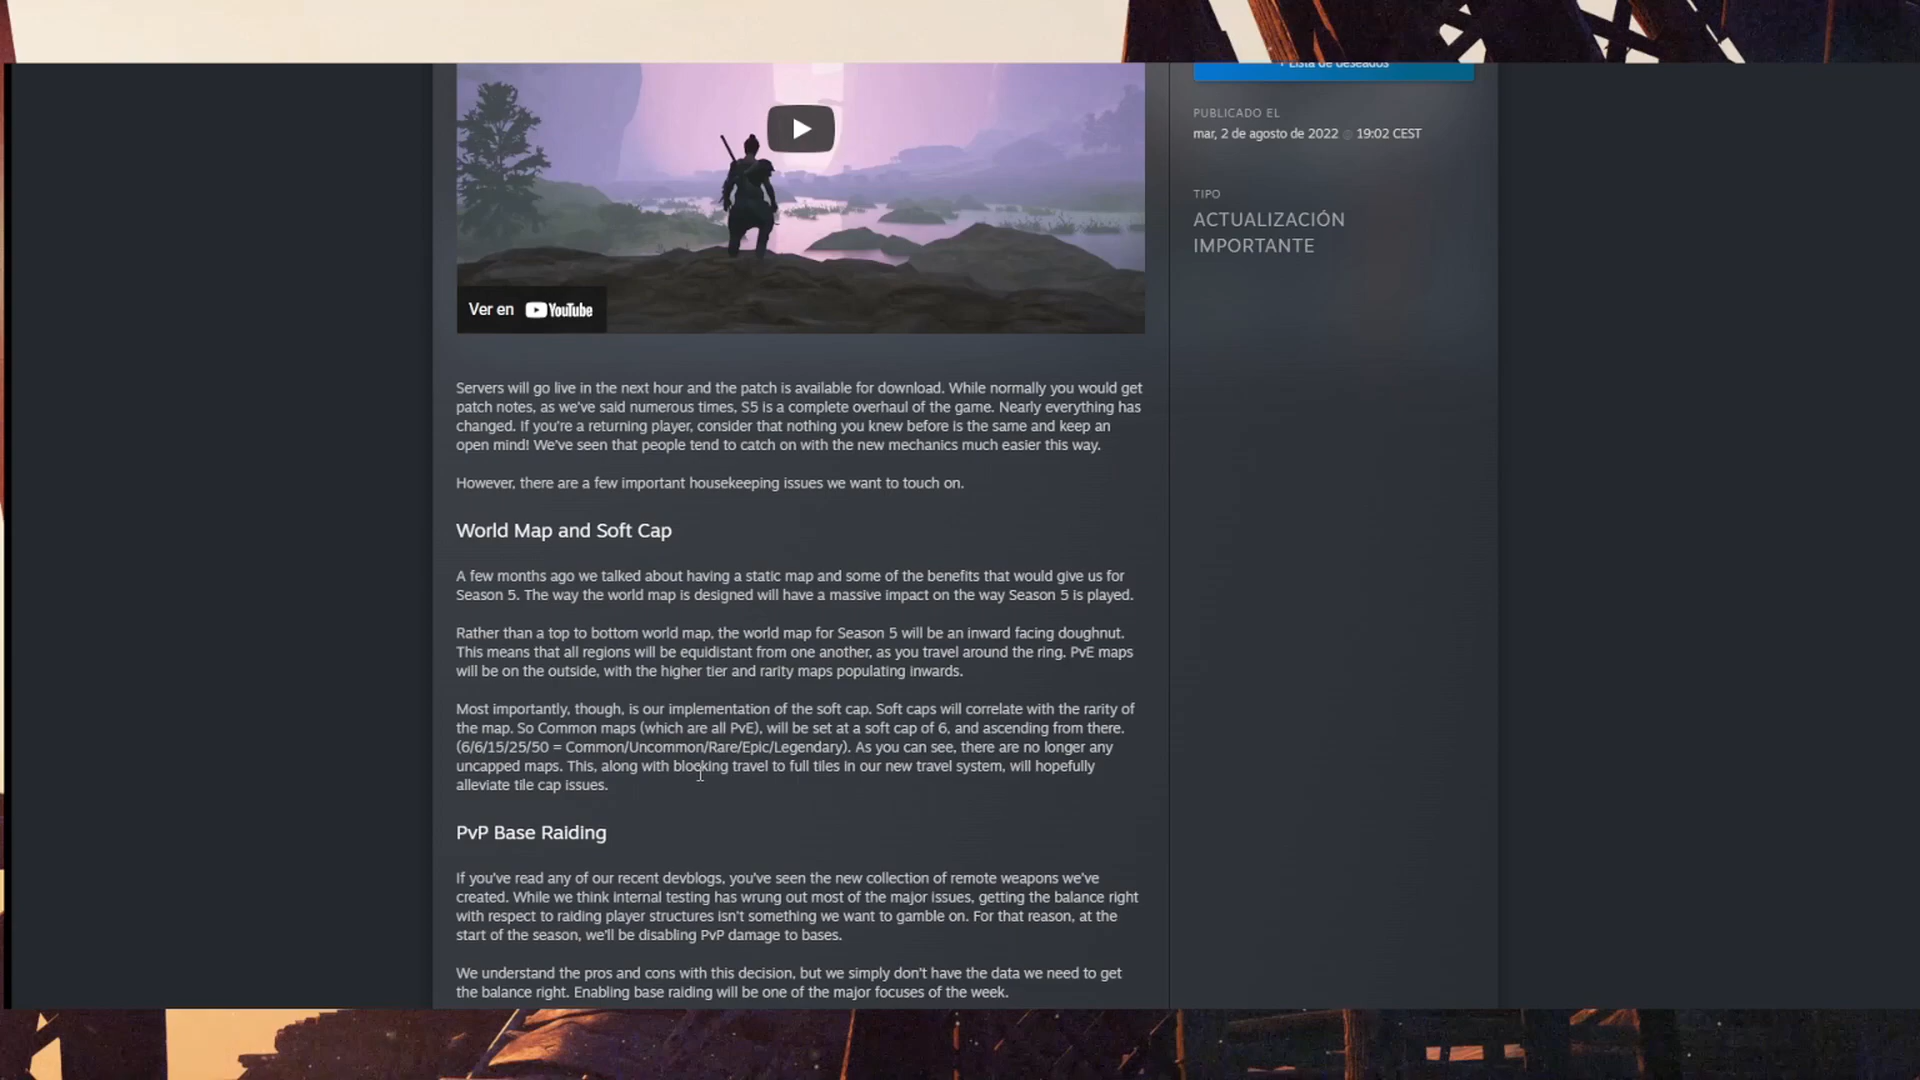 + Lista de deseados
PUBLICADO EL
mar, 2 de agosto de 2022 @ 19:02 CEST
TIPO
ACTUALIZACIÓN
IMPORTANTE
Ver en YouTube
Servers will go live in the next hour and the patch is available for download. While normally you would get
patch notes, as we've said numerous times, S5 is a complete overhaul of the game. Nearly everything has
changed. If you're a returning player, consider that nothing you knew before is the same and keep an
open mind! We've seen that people tend to catch on with the new mechanics much easier this way.
However, there are a few important housekeeping issues we want to touch on.
World Map and Soft Cap
A few months ago we talked about having a static map and some of the benefits that would give us for
Season 5. The way the world map is designed will have a massive impact on the way Season 5 is played.
Rather than a top to bottom world map, the world map for Season 5 will be an inward facing doughnut.
This means that all regions will be equidistant from one another, as you travel around the ring. PvE maps
will be on the outside, with the higher tier and rarity maps populating inwards.
Most importantly, though, is our implementation of the soft cap. Soft caps will correlate with the rarity of
the map. So Common maps (which are all PvE), will be set at a soft cap of 6, and ascending from there.
(6/6/15/25/50 = Common/Uncommon/Rare/Epic/Legendary). As you can see, there are no longer any
uncapped maps. This, along with blocking travel to full tiles in our new travel system, will hopefully
alleviate tile cap issues.
PvP Base Raiding
If you've read any of our recent devblogs, you've seen the new collection of remote weapons we've
created. While we think internal testing has wrung out most of the major issues, getting the balance right
with respect to raiding player structures isn't something we want to gamble on. For that reason, at the
start of the season, we'll be disabling PvP damage to bases.
We understand the pros and cons with this decision, but we simply don't have the data we need to get
the balance right. Enabling base raiding will be one of the major focuses of the week.